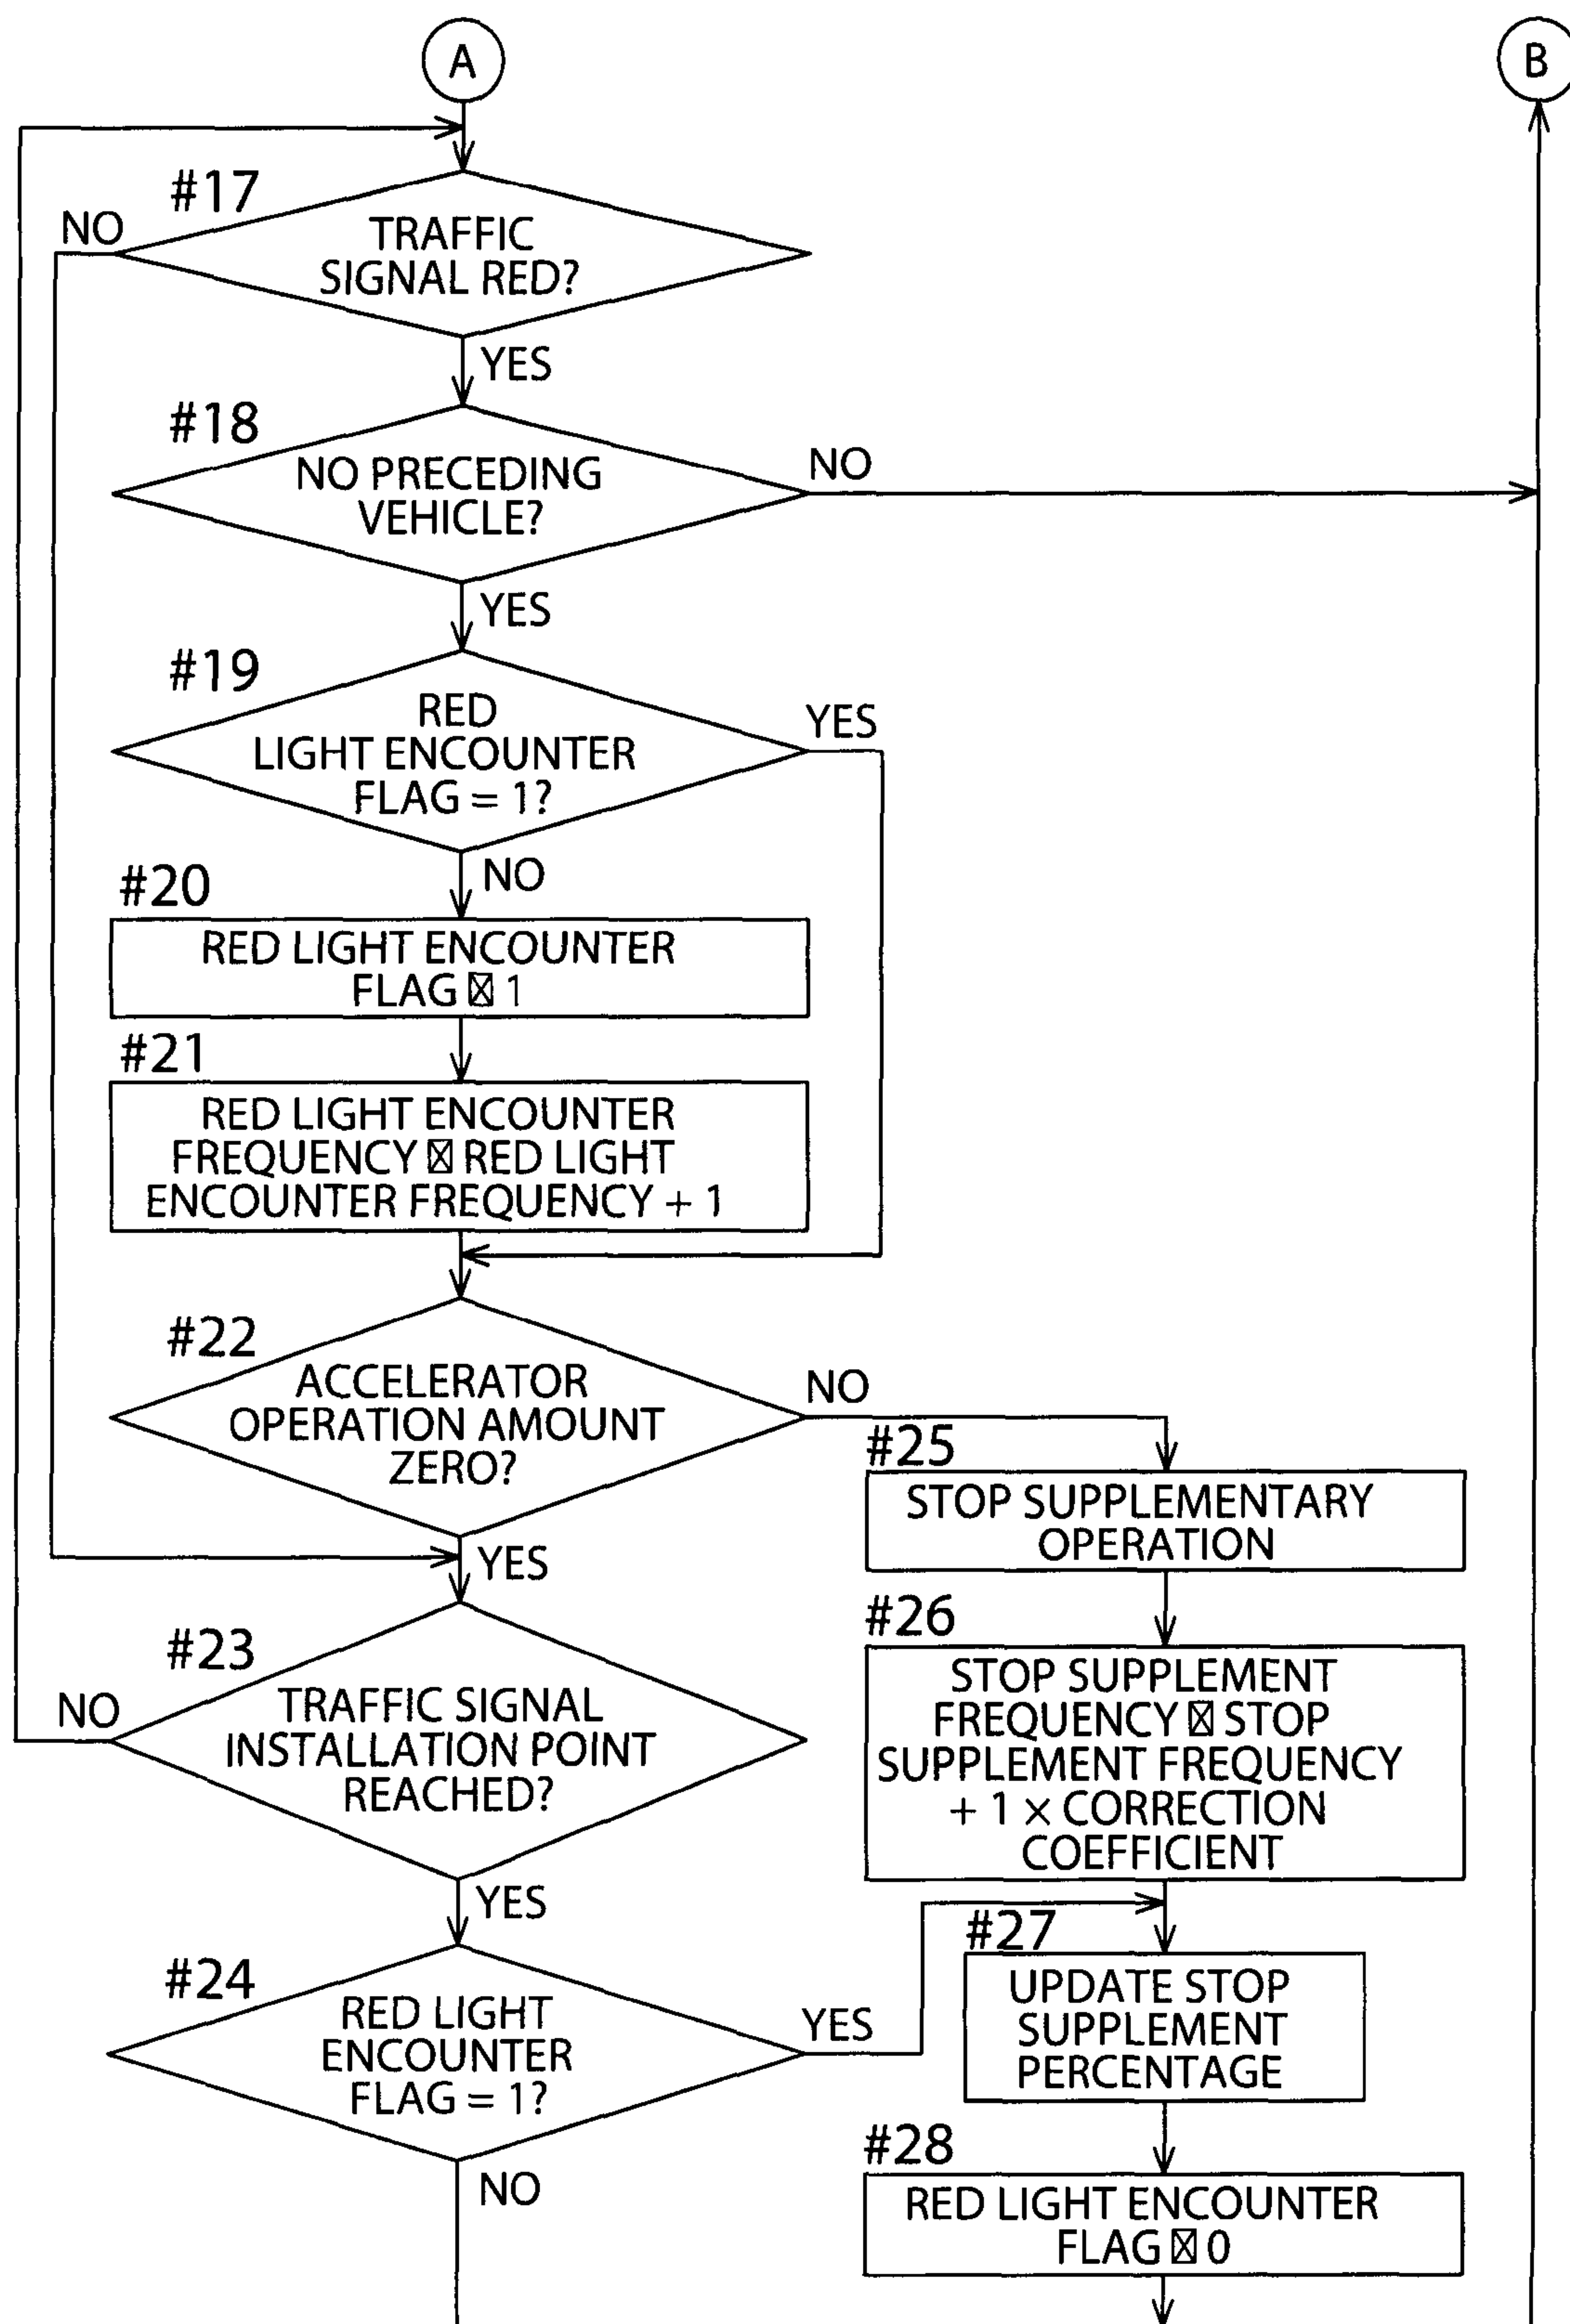 A
B
#17
NO
TRAFFIC
SIGNAL RED?
YES
#18
NO PRECEDING
VEHICLE?
NO
YES
#19
RED
LIGHT ENCOUNTER
FLAG = 1?
YES
NO
#20
RED LIGHT ENCOUNTER
FLAG ☒ 1
#21
RED LIGHT ENCOUNTER
FREQUENCY ☒ RED LIGHT
ENCOUNTER FREQUENCY + 1
#22
ACCELERATOR
OPERATION AMOUNT
ZERO?
NO
YES
#23
TRAFFIC SIGNAL
INSTALLATION POINT
REACHED?
NO
YES
#24
RED LIGHT
ENCOUNTER
FLAG = 1?
YES
NO
#25
STOP SUPPLEMENTARY
OPERATION
#26
STOP SUPPLEMENT
FREQUENCY ☒ STOP
SUPPLEMENT FREQUENCY
+ 1 × CORRECTION
COEFFICIENT
#27
UPDATE STOP
SUPPLEMENT
PERCENTAGE
#28
RED LIGHT ENCOUNTER
FLAG ☒ 0